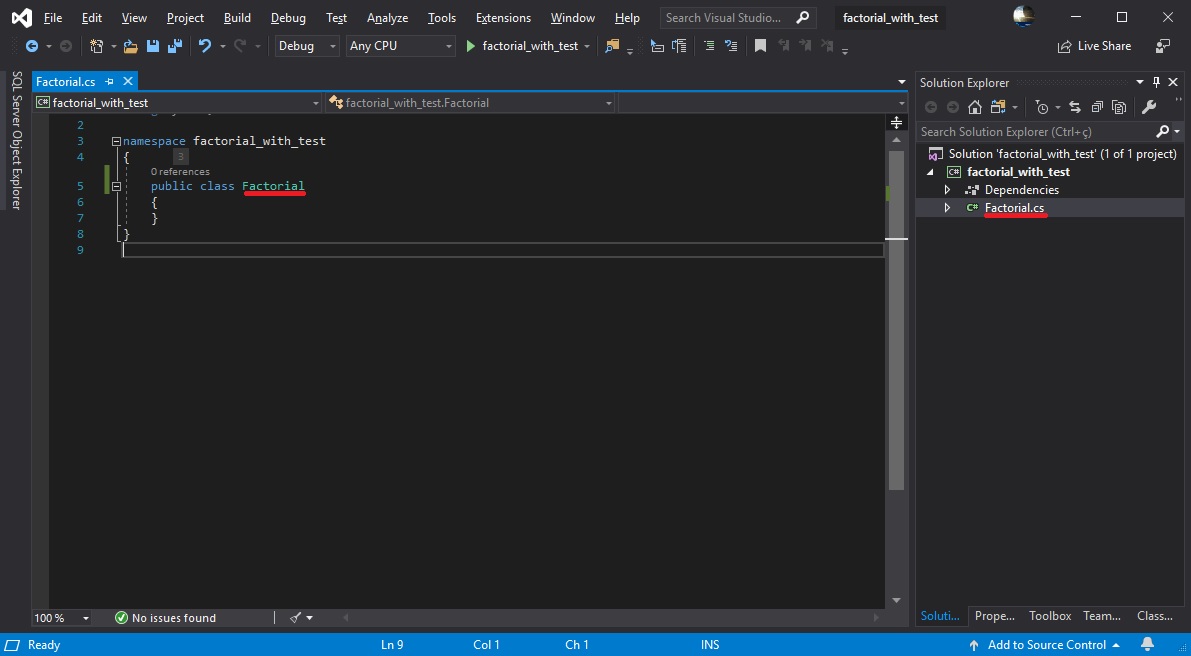 File Edit View Project Build Debug Test Analyze Tools Extensions Window Help Search Visual Studio... factorial_with_test
Debug Any CPU factorial_with_test Live Share
SQL Server Object Explorer
Factorial.cs
factorial_with_test factorial_with_test.Factorial
2
3 namespace factorial_with_test
4 {
3
0 references
5 public class Factorial
6 {
7 }
8 }
9
100 % No issues found
Solution Explorer
Search Solution Explorer (Ctrl+ç)
Solution 'factorial_with_test' (1 of 1 project)
C# factorial_with_test
Dependencies
C# Factorial.cs
Soluti... Prope... Toolbox Team... Class...
Ready Ln 9 Col 1 Ch 1 INS Add to Source Control